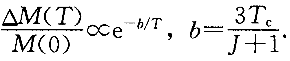 ΔM(T)/M(0) ∝ e^{-b/T}, b = 3T_c/(J+1).